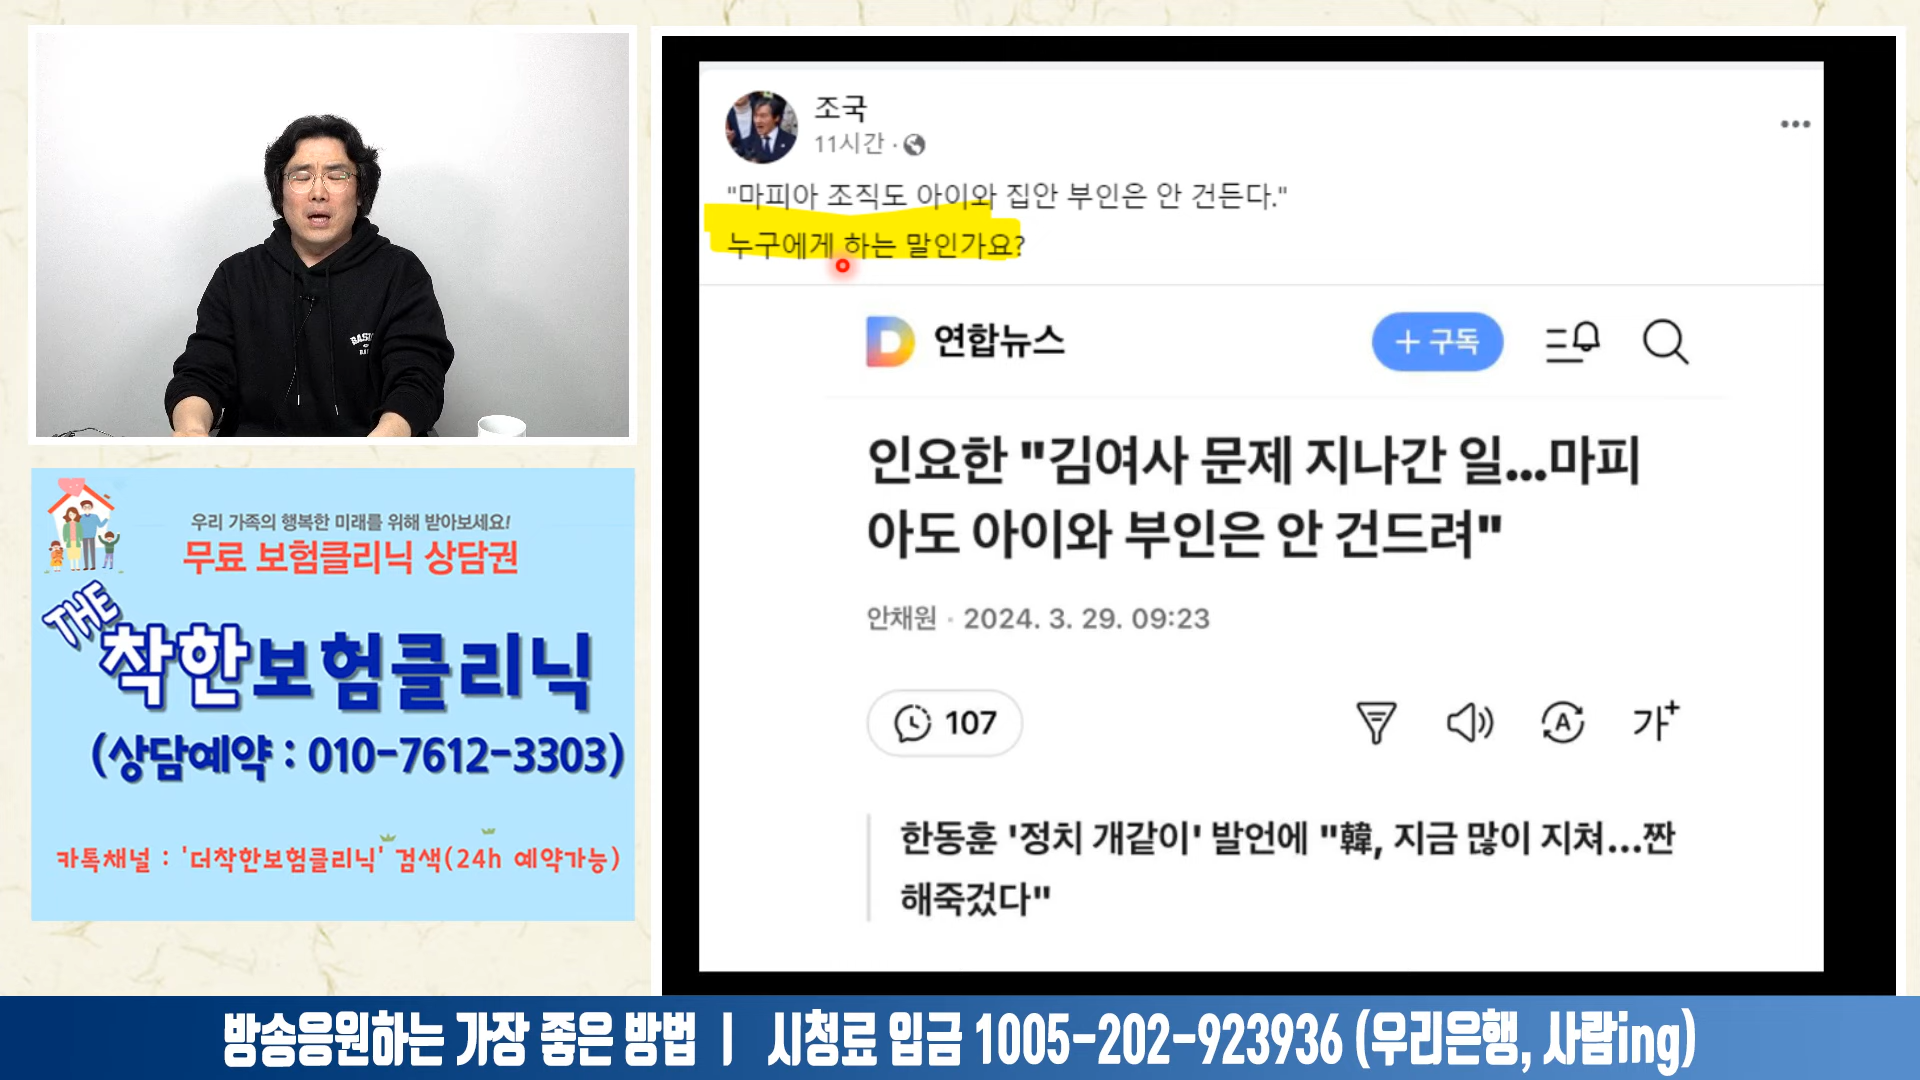 조국
11시간 ·
"마피아 조직도 아이와 집안 부인은 안 건든다."
누구에게 하는 말인가요?
연합뉴스
+ 구독
인요한 "김여사 문제 지나간 일…마피
아도 아이와 부인은 안 건드려"
안채원 · 2024. 3. 29. 09:23
107
가+
한동훈 '정치 개같이' 발언에 "韓, 지금 많이 지쳐…짠
해죽겄다"
우리 가족의 행복한 미래를 위해 받아보세요!
무료 보험클리닉 상담권
THE
착한보험클리닉
(상담예약 : 010-7612-3303)
카톡채널 : '더착한보험클리닉' 검색(24h 예약가능)
방송응원하는 가장 좋은 방법 ㅣ 시청료 입금 1005-202-923936 (우리은행, 사람ing)